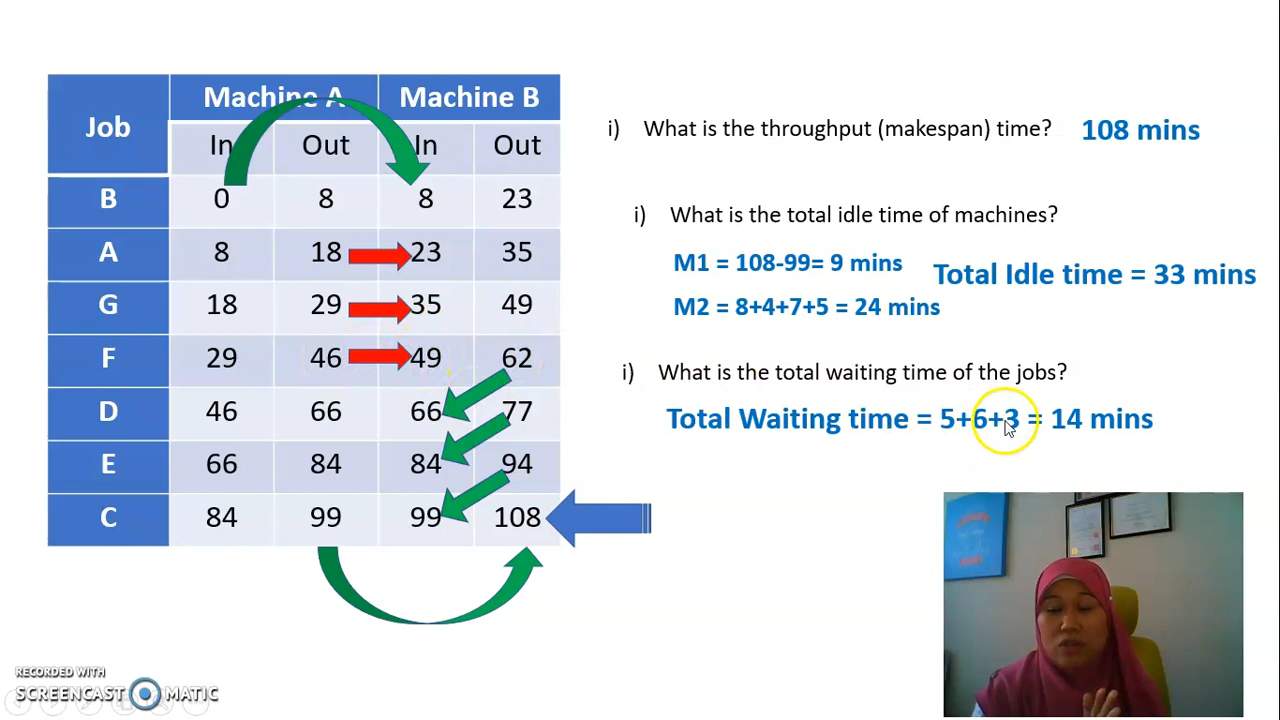 Job Machine A Machine B
In Out In Out
B 0 8 8 23
A 8 18 23 35
G 18 29 35 49
F 29 46 49 62
D 46 66 66 77
E 66 84 84 94
C 84 99 99 108
i) What is the throughput (makespan) time? 108 mins
i) What is the total idle time of machines?
M1 = 108-99= 9 mins
Total Idle time = 33 mins
M2 = 8+4+7+5 = 24 mins
i) What is the total waiting time of the jobs?
Total Waiting time = 5+6+3 = 14 mins
RECORDED WITH
SCREENCAST MATIC